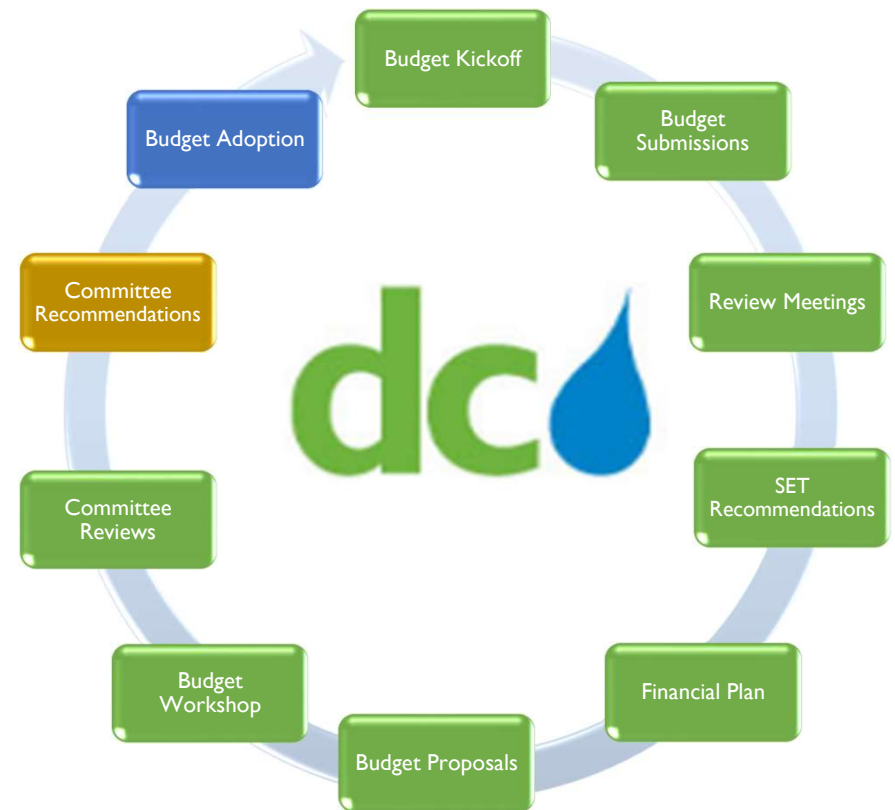 Budget Kickoff
Budget
Submissions
Review Meetings
SET
Recommendations
Financial Plan
Budget Proposals
Budget
Workshop
Committee
Reviews
Committee
Recommendations
Budget Adoption
dc